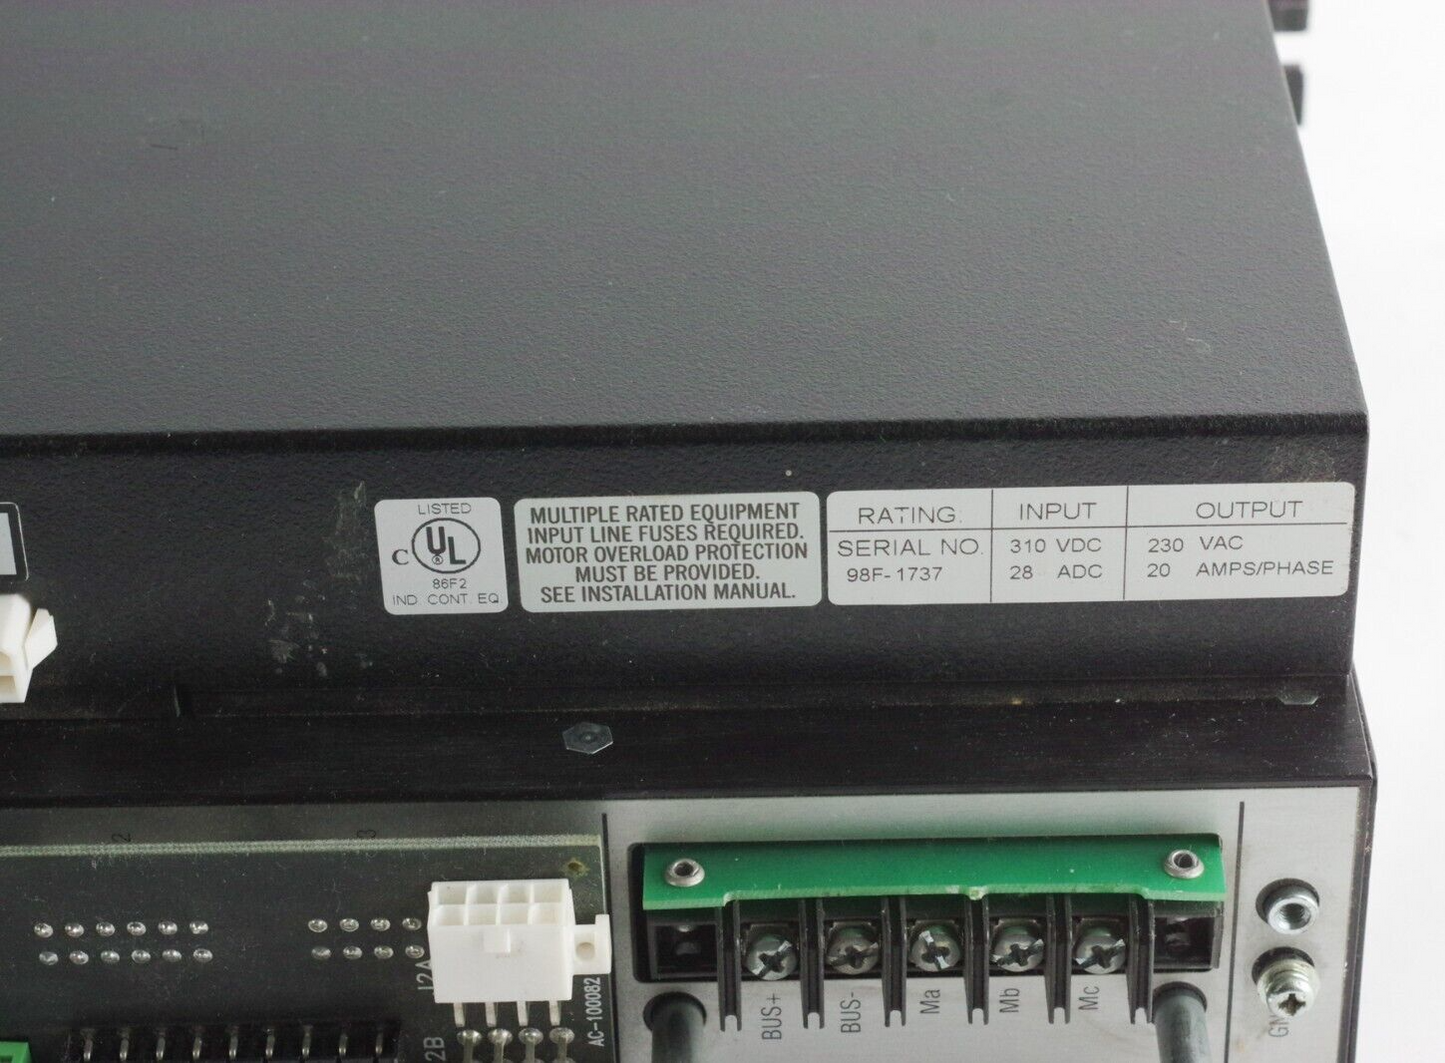 LISTED
C UL ®
86F2
IND. CONT. EQ
MULTIPLE RATED EQUIPMENT
INPUT LINE FUSES REQUIRED.
MOTOR OVERLOAD PROTECTION
MUST BE PROVIDED.
SEE INSTALLATION MANUAL.
RATING: INPUT OUTPUT
SERIAL NO. 310 VDC 230 VAC
98F-1737 28 ADC 20 AMPS/PHASE
2 3
12A
2B
AC-100082
BUS+ BUS- Ma Mb Mc